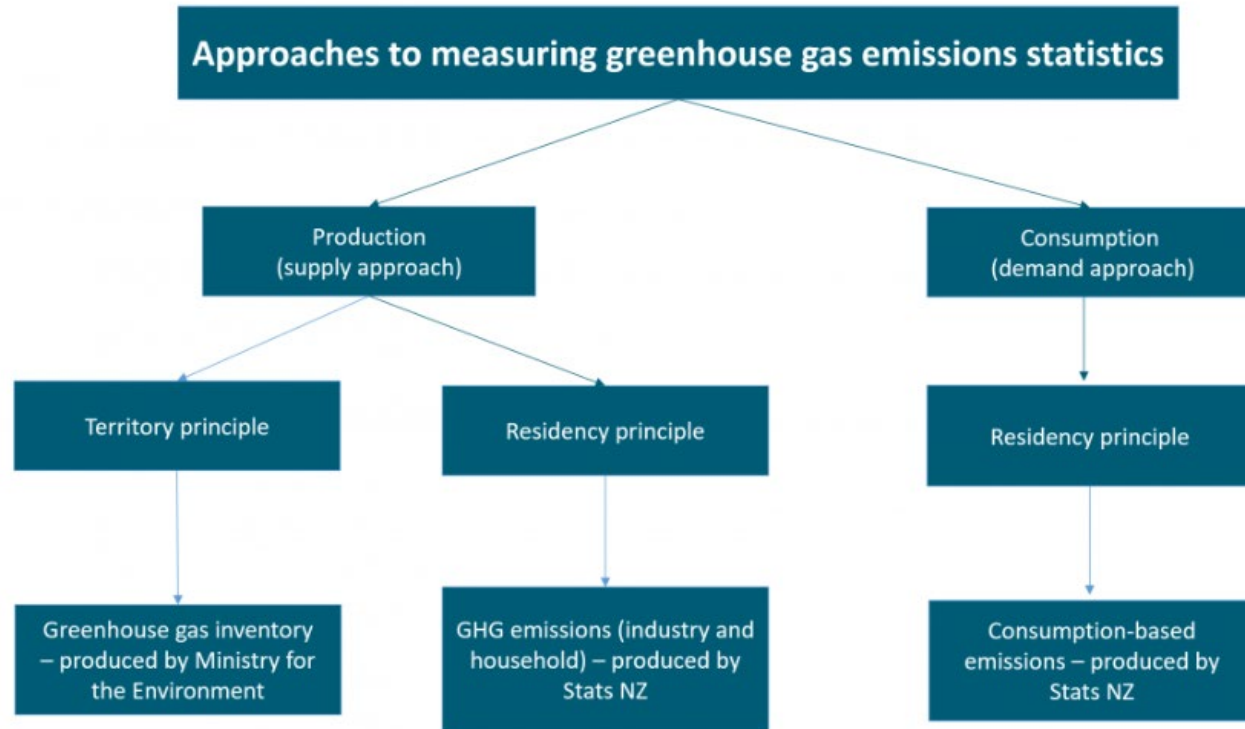 Approaches to measuring greenhouse gas emissions statistics
Production
(supply approach)
Consumption
(demand approach)
Territory principle
Residency principle
Residency principle
Greenhouse gas inventory
– produced by Ministry for
the Environment
GHG emissions (industry and
household) – produced by
Stats NZ
Consumption-based
emissions – produced by
Stats NZ